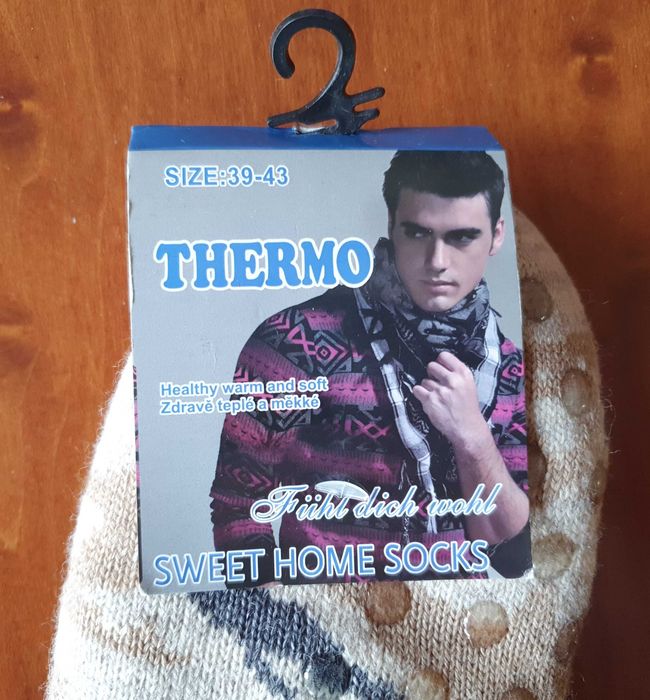 SIZE:39-43
THERMO
Healthy warm and soft
Zdravě teplé a měkké
Fühl dich wohl
SWEET HOME SOCKS